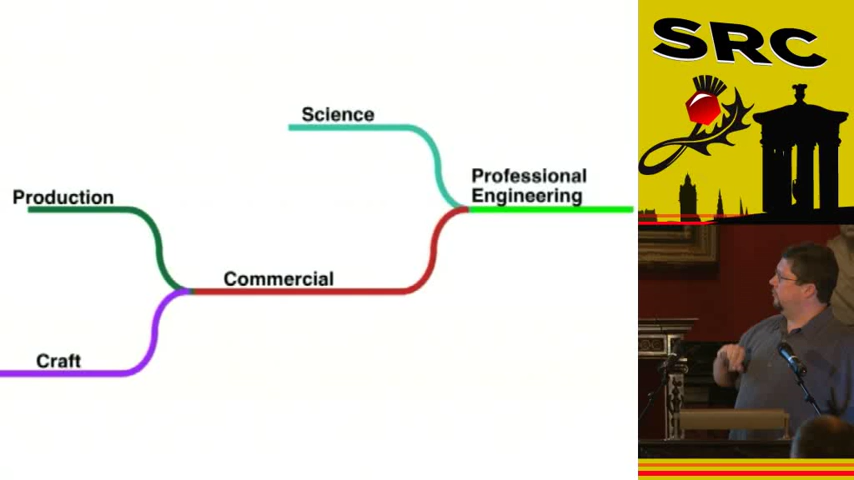 SRC
Science
Professional
Engineering
Production
Commercial
Craft